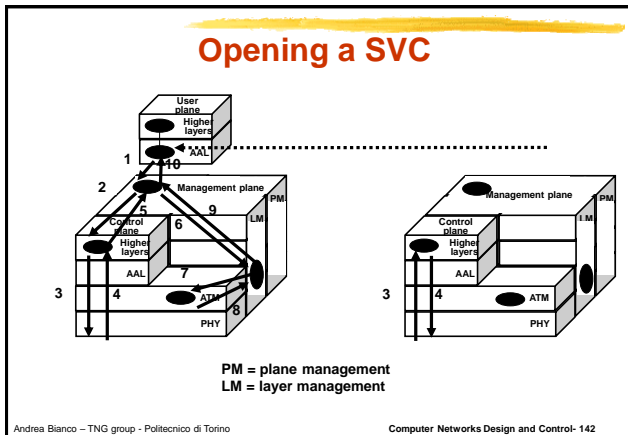 Opening a SVC
User
plane
Higher
layers
AAL
1
10
2
Management plane
PM
5
6
9
LM
Control
plane
Higher
layers
AAL
7
3
4
ATM
8
PHY
Management plane
PM
LM
Control
plane
Higher
layers
AAL
3
4
ATM
PHY
PM = plane management
LM = layer management
Andrea Bianco – TNG group - Politecnico di Torino
Computer Networks Design and Control- 142